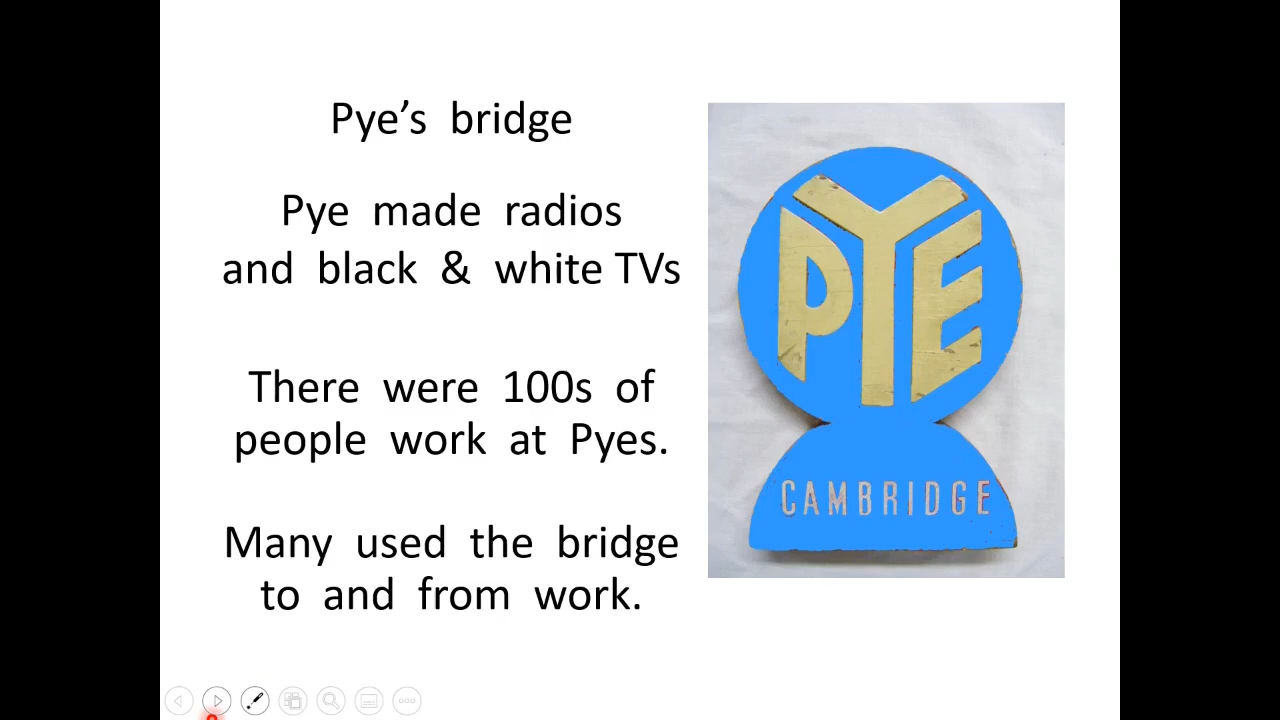 Pye’s bridge
Pye made radios
and black & white TVs
There were 100s of
people work at Pyes.
Many used the bridge
to and from work.
PYE
CAMBRIDGE